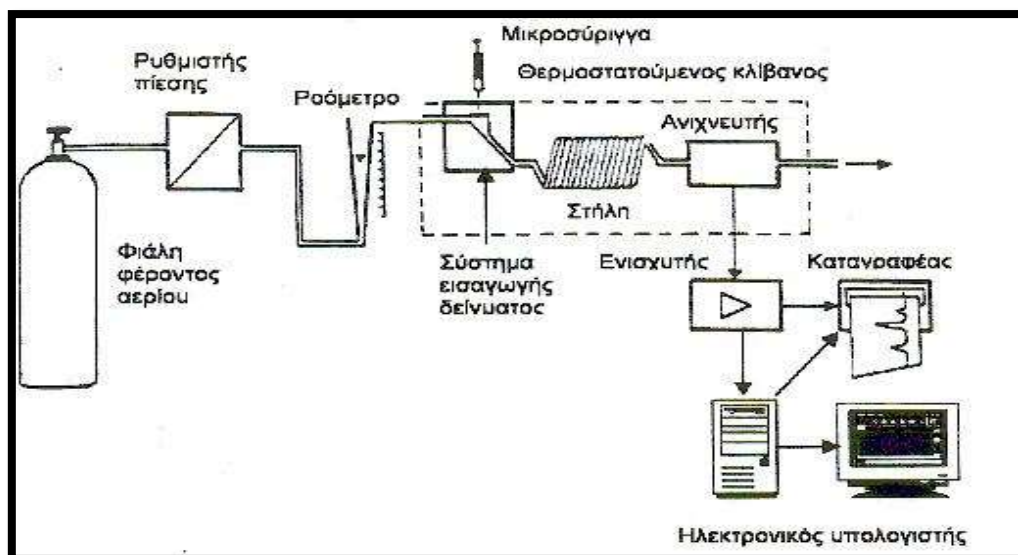 Μικροσύριγγα
Ρυθμιστής
πίεσης
Θερμοστατούμενος κλίβανος
Ροόμετρο
Ανιχνευτής
Στήλη
Φιάλη
φέροντος
αερίου
Σύστημα
εισαγωγής
δείγματος
Ενισχυτής
Καταγραφέας
Ηλεκτρονικός υπολογιστής